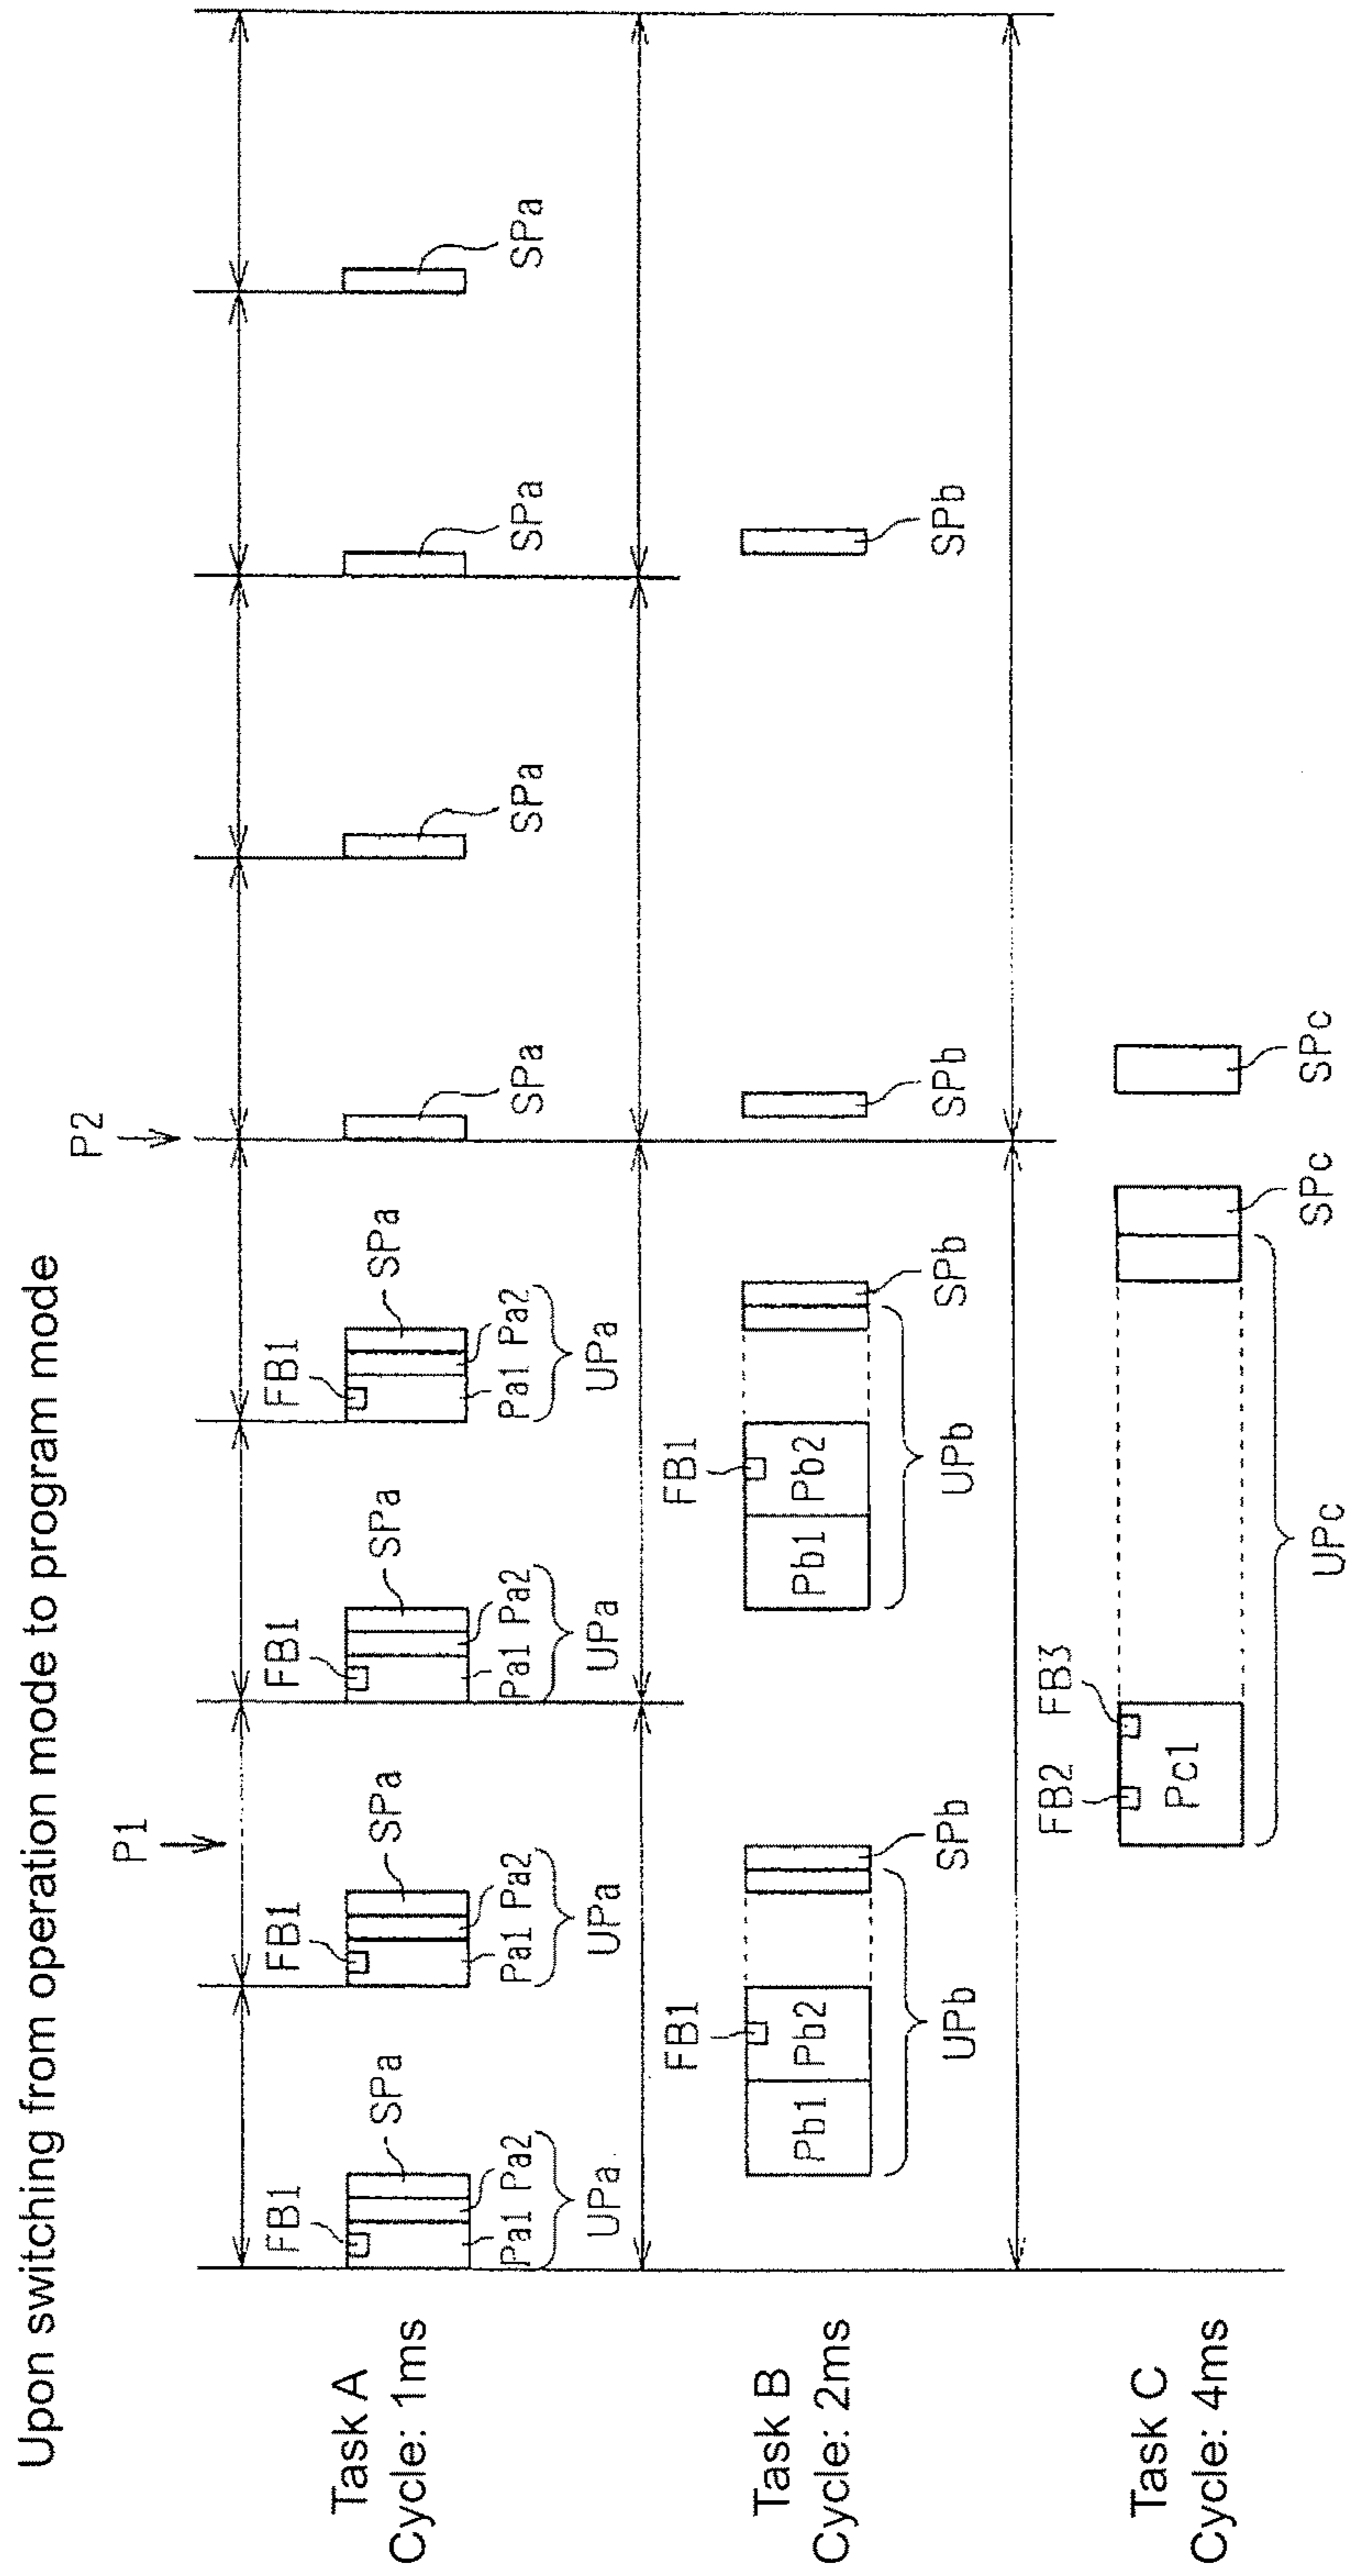 Upon switching from operation mode to program mode
P1
P2
Task A
Cycle: 1ms
FB1
SPa
Pa1 Pa2
UPa
FB1
SPa
Pa1 Pa2
UPa
FB1
SPa
Pa1 Pa2
UPa
FB1
SPa
Pa1 Pa2
UPa
SPa
SPa
SPa
SPa
Task B
Cycle: 2ms
FB1
Pb1 Pb2
SPb
UPb
FB1
Pb1 Pb2
SPb
UPb
SPb
SPb
Task C
Cycle: 4ms
FB2 FB3
Pc1
SPc
UPc
SPc